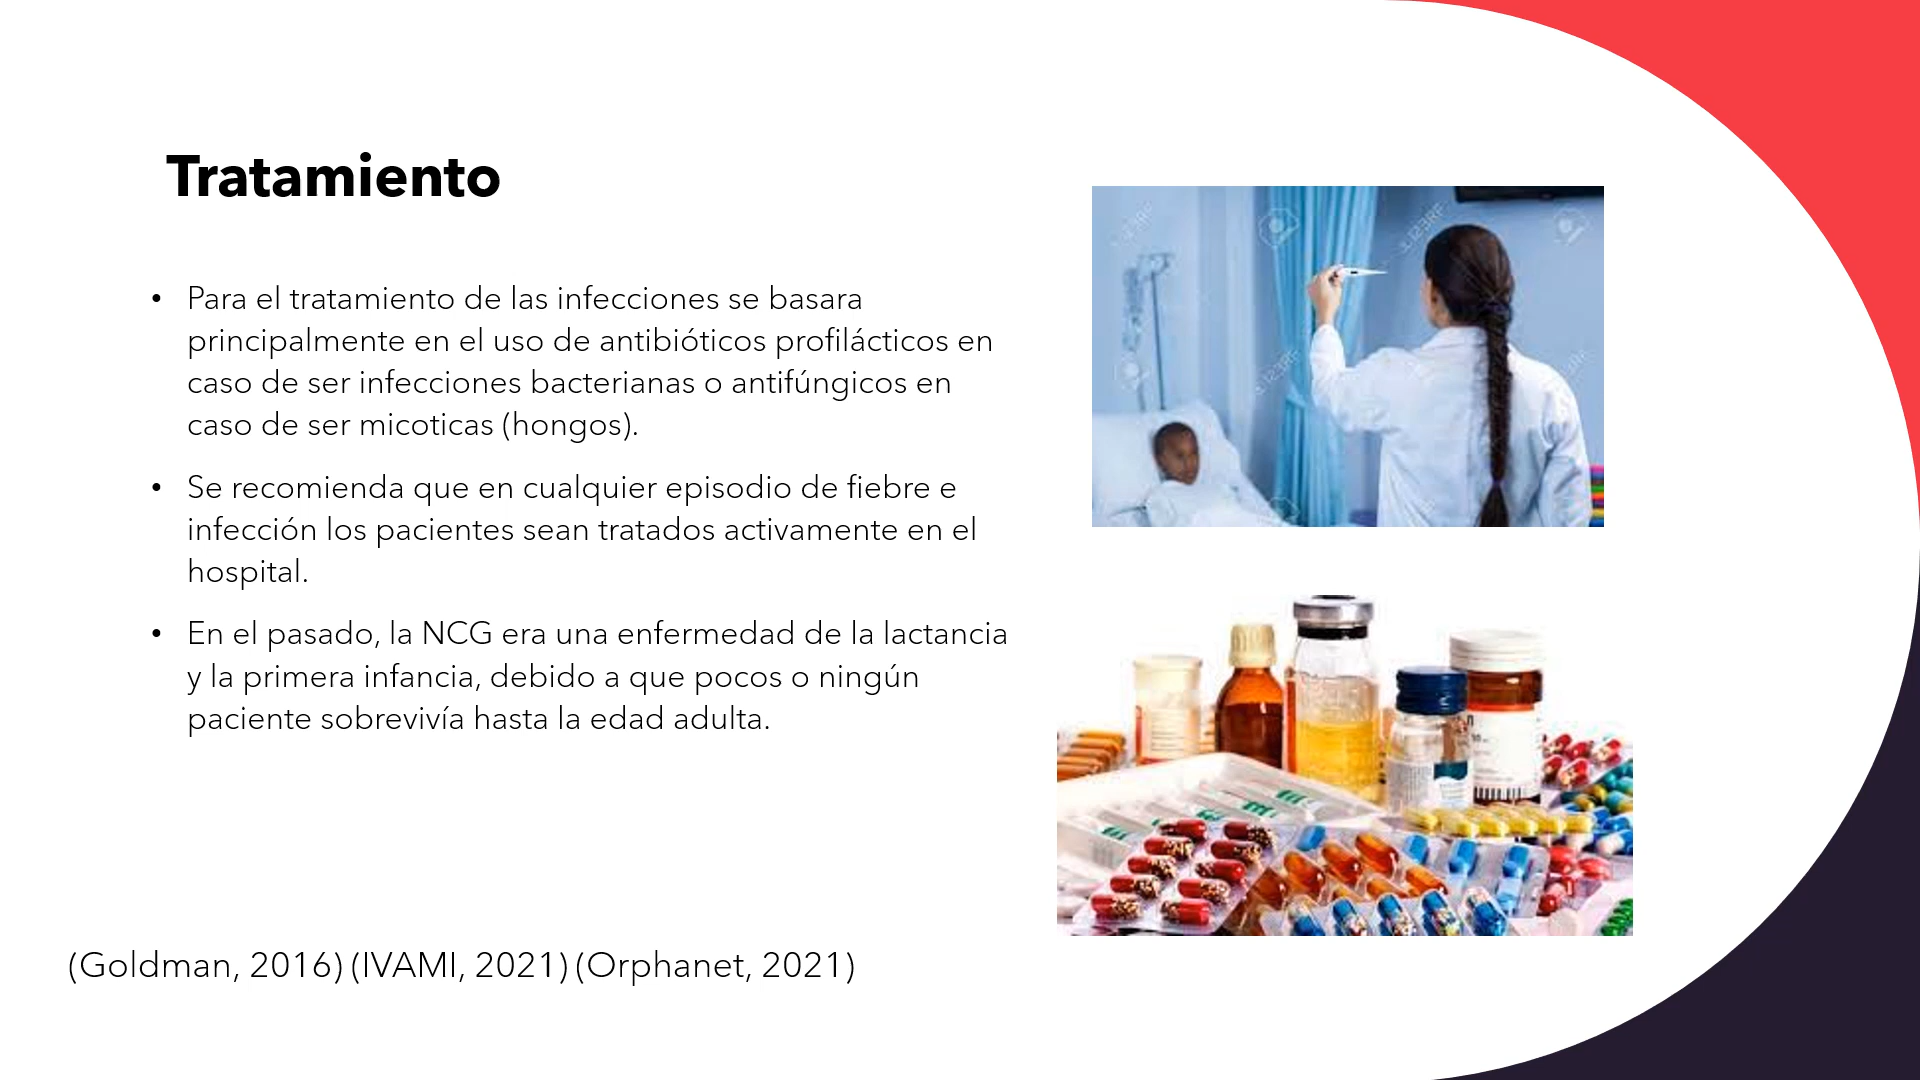 Tratamiento
• Para el tratamiento de las infecciones se basara
principalmente en el uso de antibióticos profilácticos en
caso de ser infecciones bacterianas o antifúngicos en
caso de ser micoticas (hongos).
• Se recomienda que en cualquier episodio de fiebre e
infección los pacientes sean tratados activamente en el
hospital.
• En el pasado, la NCG era una enfermedad de la lactancia
y la primera infancia, debido a que pocos o ningún
paciente sobrevivía hasta la edad adulta.
(Goldman, 2016) (IVAMI, 2021) (Orphanet, 2021)
123RF
123RF
123RF
123RF